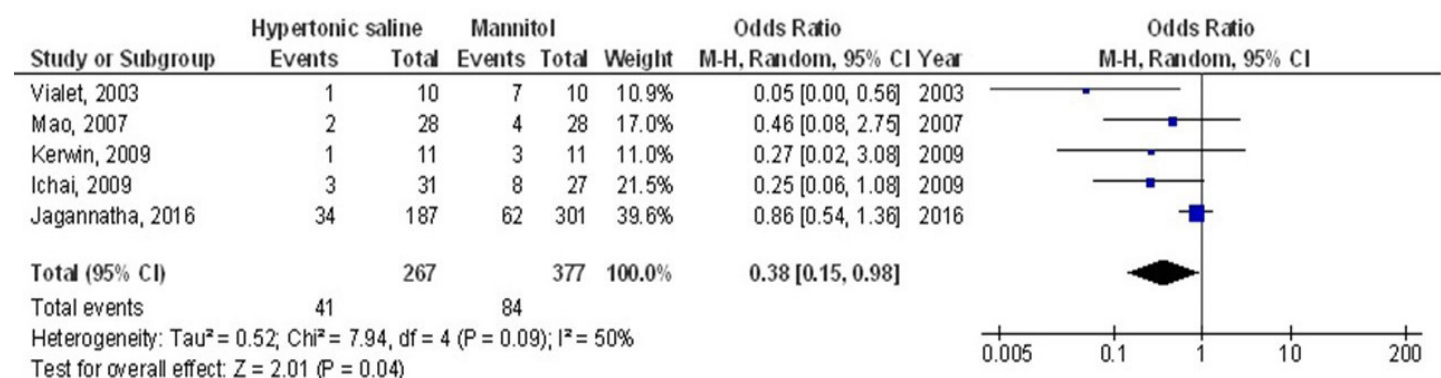 Hypertonic saline Mannitol Odds Ratio Odds Ratio
Study or Subgroup Events Total Events Total Weight M-H, Random, 95% CI Year M-H, Random, 95% CI
Vialet, 2003 1 10 7 10 10.9% 0.05 [0.00, 0.56] 2003
Mao, 2007 2 28 4 28 17.0% 0.46 [0.08, 2.75] 2007
Kerwin, 2009 1 11 3 11 11.0% 0.27 [0.02, 3.08] 2009
Ichai, 2009 3 31 8 27 21.5% 0.25 [0.06, 1.08] 2009
Jagannatha, 2016 34 187 62 301 39.6% 0.86 [0.54, 1.36] 2016
Total (95% CI) 267 377 100.0% 0.38 [0.15, 0.98]
Total events 41 84
Heterogeneity: Tau² = 0.52; Chi² = 7.94, df = 4 (P = 0.09); I² = 50%
Test for overall effect: Z = 2.01 (P = 0.04)
0.005 0.1 1 10 200